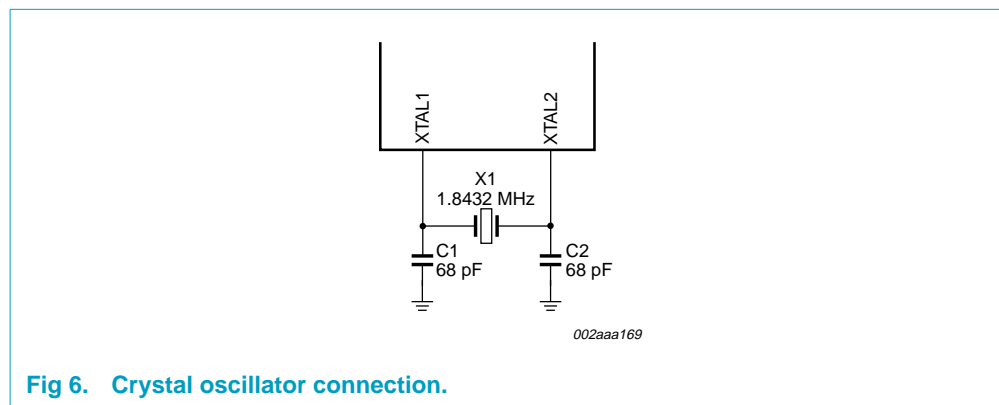 XTAL1
XTAL2
X1
1.8432 MHz
C1
68 pF
C2
68 pF
002aaa169
Fig 6. Crystal oscillator connection.